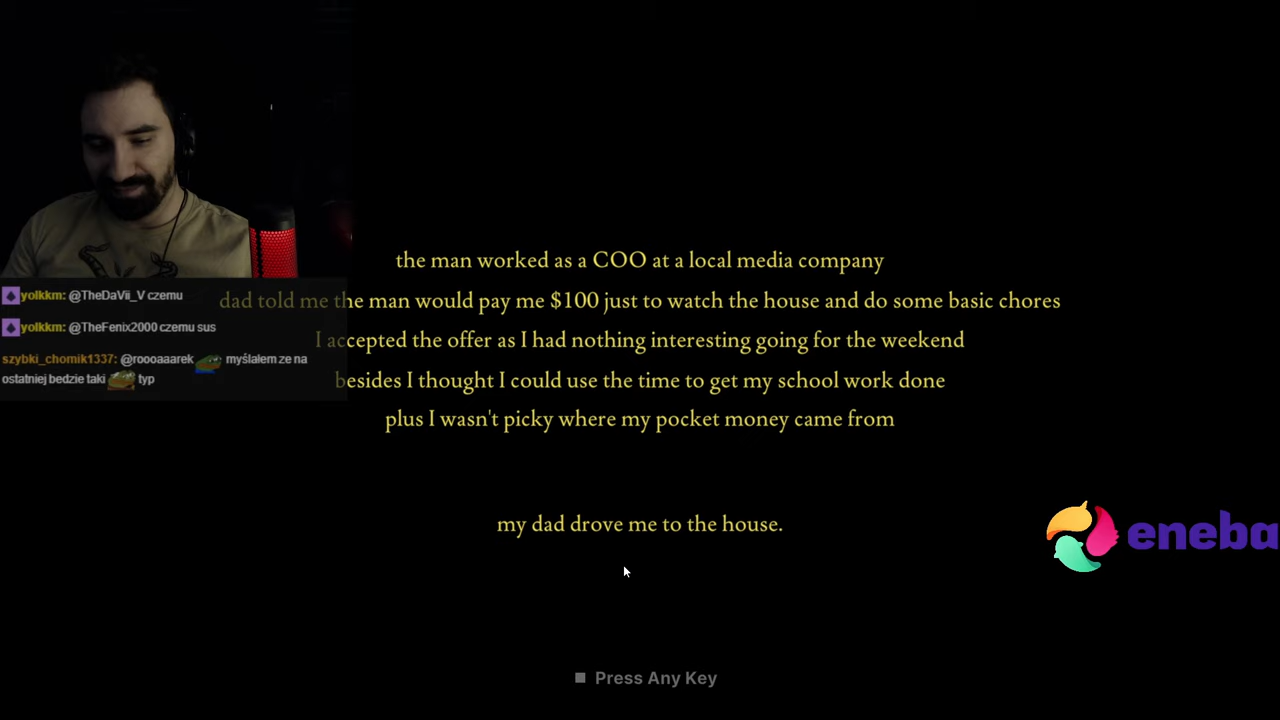 the man worked as a COO at a local media company
dad told me the man would pay me $100 just to watch the house and do some basic chores
I accepted the offer as I had nothing interesting going for the weekend
besides I thought I could use the time to get my school work done
plus I wasn't picky where my pocket money came from
my dad drove me to the house.
Press Any Key
yolkkm: @TheDaVii_V czemu
yolkkm: @TheFenix2000 czemu sus
szybki_chomik1337: @roooaaarek myślałem ze na
ostatniej bedzie taki typ
eneba